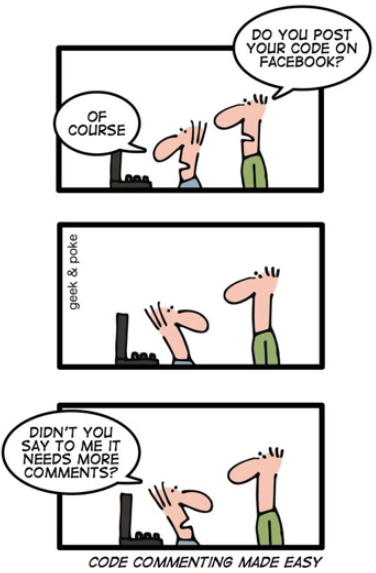 DO YOU POST
YOUR CODE ON
FACEBOOK?
OF
COURSE
geek & poke
DIDN'T YOU
SAY TO ME IT
NEEDS MORE
COMMENTS?
CODE COMMENTING MADE EASY